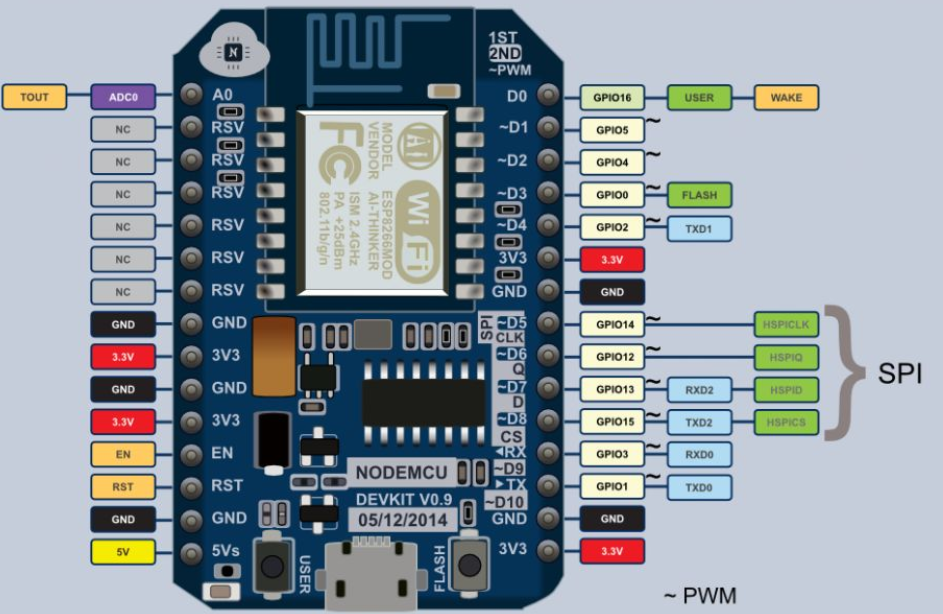 1ST
2ND
~PWM
TOUT ADC0 A0 D0 GPIO16 USER WAKE
NC RSV ~D1 GPIO5 ~
NC RSV ~D2 GPIO4 ~
NC RSV ~D3 GPIO0 ~ FLASH
NC RSV ~D4 GPIO2 ~ TXD1
NC RSV 3V3 3.3V
NC RSV GND GND
GND GND ~D5 GPIO14 ~ HSPICLK
SPI
CLK
3.3V 3V3 ~D6 GPIO12 ~ HSPIQ
Q
GND GND ~D7 GPIO13 ~ RXD2 HSPID
D
3.3V 3V3 ~D8 GPIO15 ~ TXD2 HSPICS
CS
SPI
EN EN ◄RX GPIO3 ~ RXD0
~D9
RST RST ►TX GPIO1 ~ TXD0
~D10
GND GND GND GND
5V 5Vs 3V3 3.3V
MODEL ESP8266MOD
VENDOR AI-THINKER
ISM 2.4GHz
PA +25dBm
802.11b/g/n
FC
AI
Wi Fi
N
NODEMCU
DEVKIT V0.9
05/12/2014
USER
FLASH
~ PWM